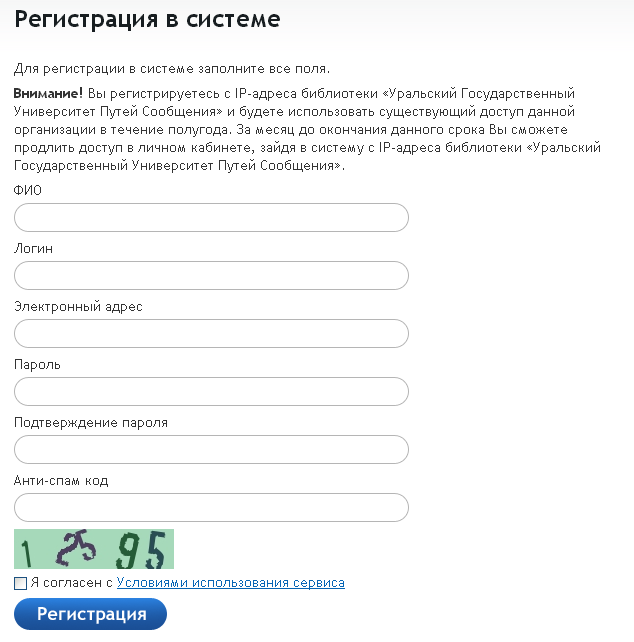 Регистрация в системе
Для регистрации в системе заполните все поля.
Внимание! Вы регистрируетесь с IP-адреса библиотеки «Уральский Государственный
Университет Путей Сообщения» и будете использовать существующий доступ данной
организации в течение полугода. За месяц до окончания данного срока Вы сможете
продлить доступ в личном кабинете, зайдя в систему с IP-адреса библиотеки «Уральский
Государственный Университет Путей Сообщения».
ФИО
Логин
Электронный адрес
Пароль
Подтверждение пароля
Анти-спам код
1 2595
Я согласен с Условиями использования сервиса
Регистрация